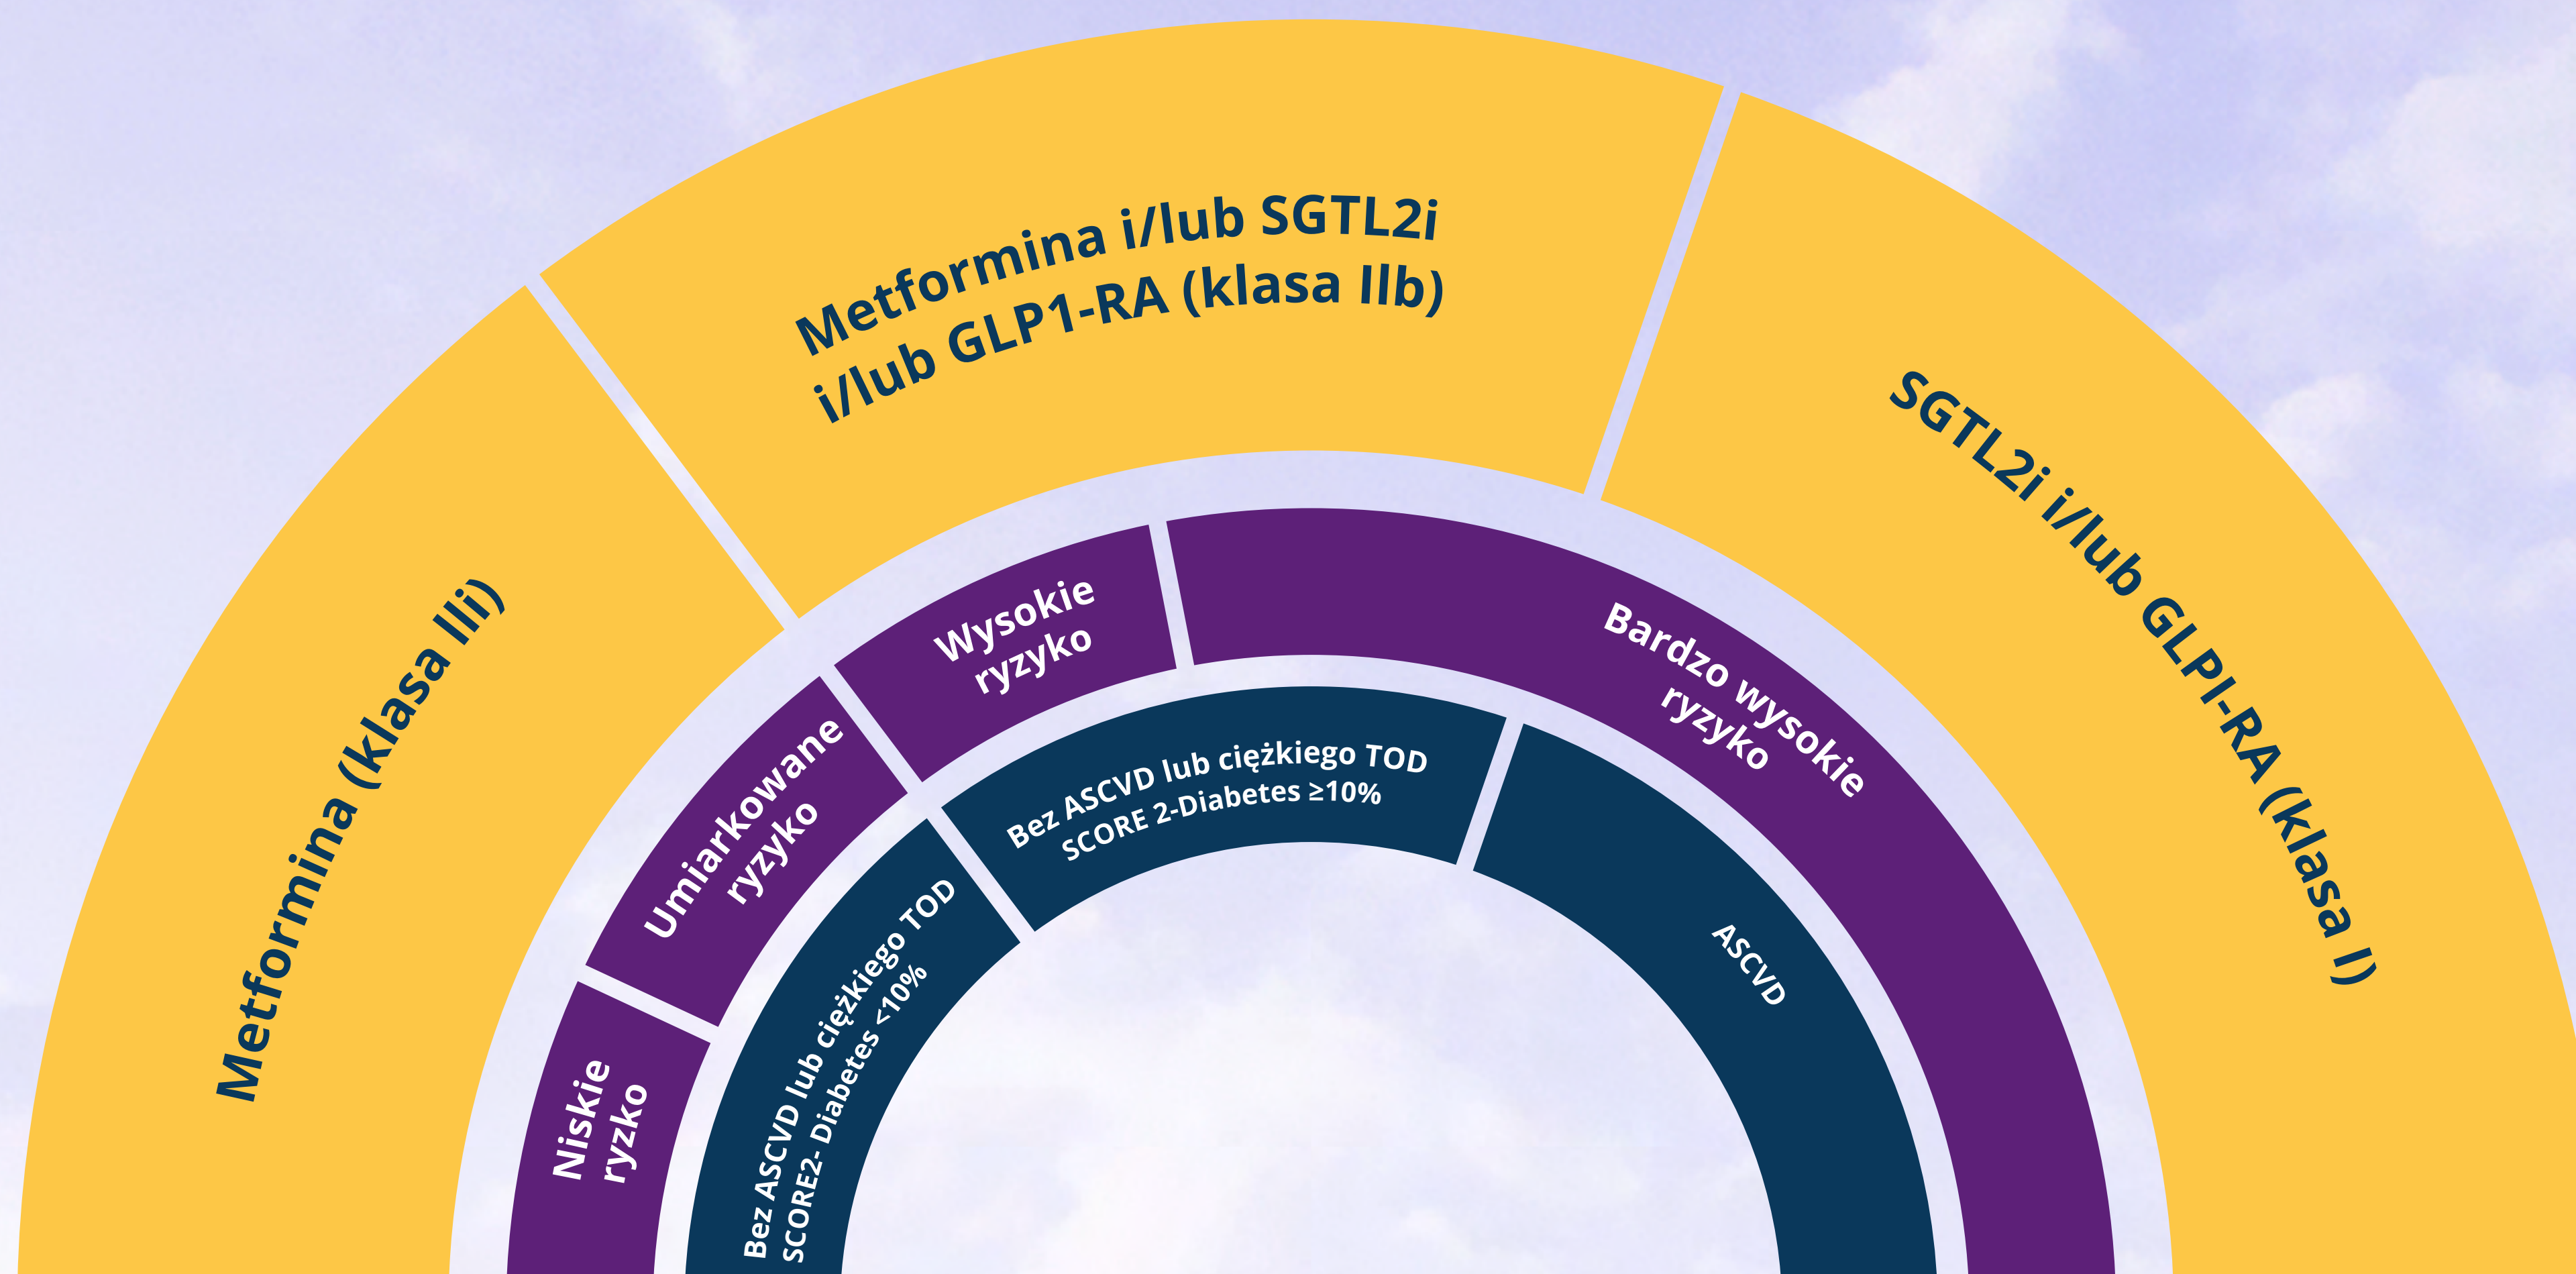 Metformina (klasa IIi)
Metformina i/lub SGTL2i
i/lub GLP1-RA (klasa IIb)
SGTL2i i/lub GLPI-RA (klasa I)
Niskie
ryzko
Umiarkowane
ryzyko
Wysokie
ryzyko
Bardzo wysokie
ryzyko
Bez ASCVD lub ciężkiego TOD
SCORE2- Diabetes <10%
Bez ASCVD lub ciężkiego TOD
SCORE 2-Diabetes ≥10%
ASCVD